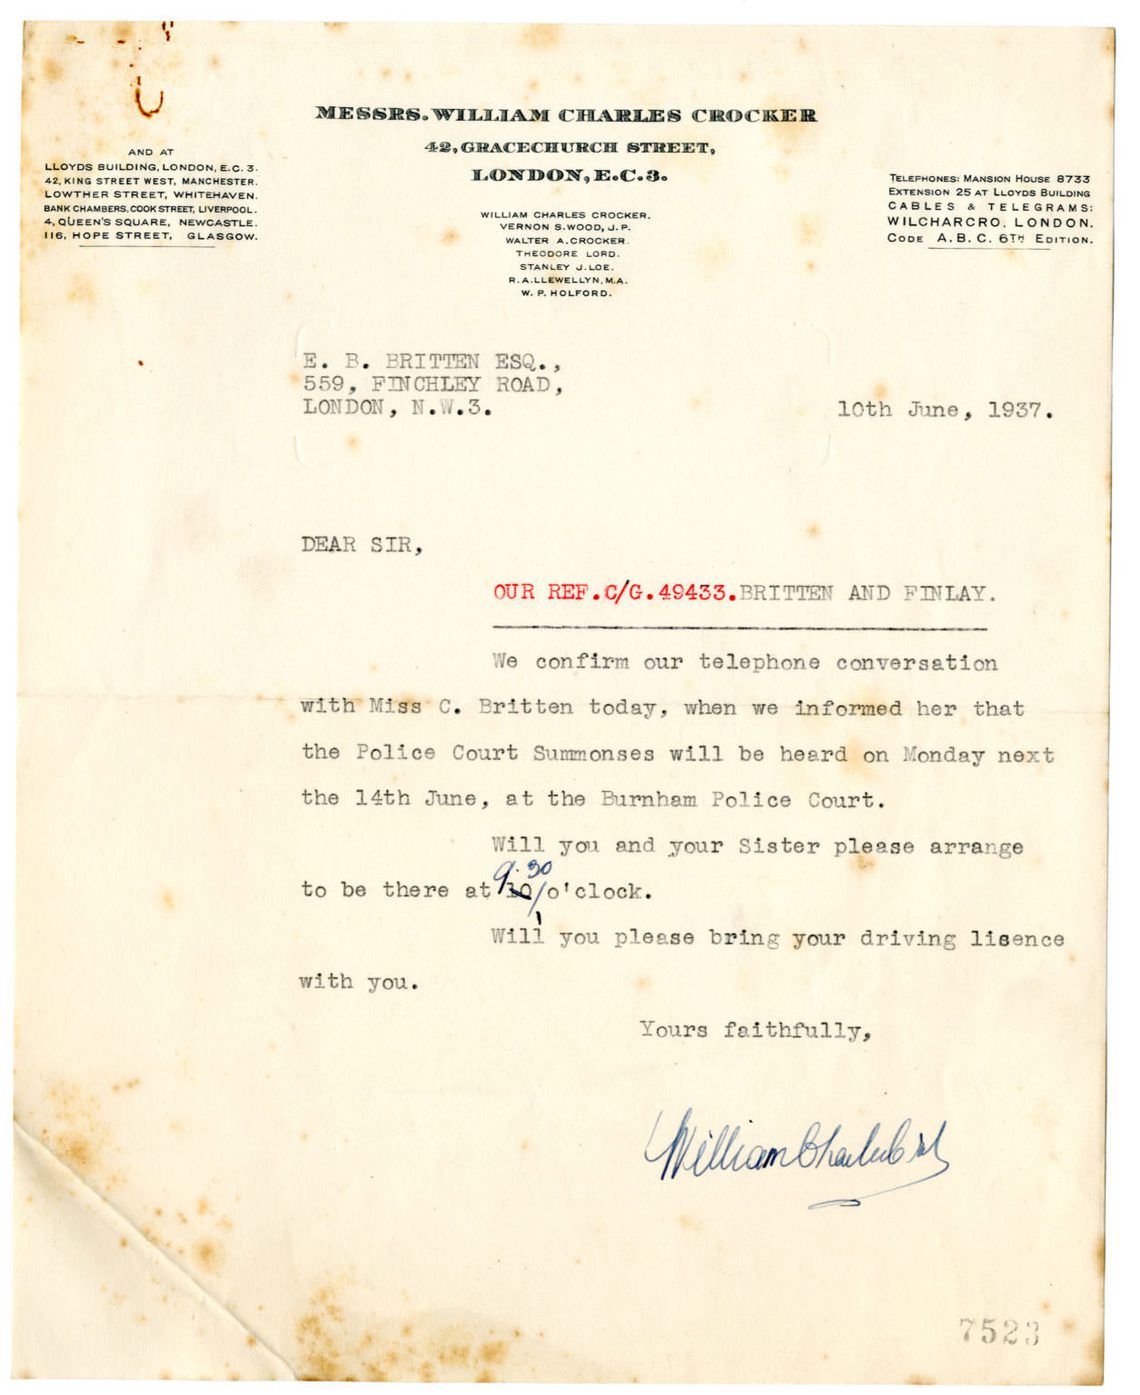 MESSRS. WILLIAM CHARLES CROCKER
42, GRACECHURCH STREET,
LONDON, E.C.3.
AND AT
LLOYDS BUILDING, LONDON, E.C. 3.
42, KING STREET WEST, MANCHESTER.
LOWTHER STREET, WHITEHAVEN.
BANK CHAMBERS, COOK STREET, LIVERPOOL.
4, QUEEN'S SQUARE, NEWCASTLE.
116, HOPE STREET, GLASGOW.
TELEPHONES: MANSION HOUSE 8733
EXTENSION 25 AT LLOYDS BUILDING
CABLES & TELEGRAMS:
WILCHARCRO, LONDON.
CODE A.B.C. 6TH EDITION.
WILLIAM CHARLES CROCKER.
VERNON S. WOOD, J.P.
WALTER A. CROCKER.
THEODORE LORD.
STANLEY J. LOE.
R.A. LLEWELLYN, M.A.
W. P. HOLFORD.
E. B. BRITTEN ESQ.,
559, FINCHLEY ROAD,
LONDON, N.W.3.
10th June, 1937.
DEAR SIR,
OUR REF.C/G.49433.BRITTEN AND FINLAY.
We confirm our telephone conversation
with Miss C. Britten today, when we informed her that
the Police Court Summonses will be heard on Monday next
the 14th June, at the Burnham Police Court.
Will you and your Sister please arrange
9.30
to be there at 10/o'clock.
Will you please bring your driving lisence
with you.
Yours faithfully,
William Charles
7523